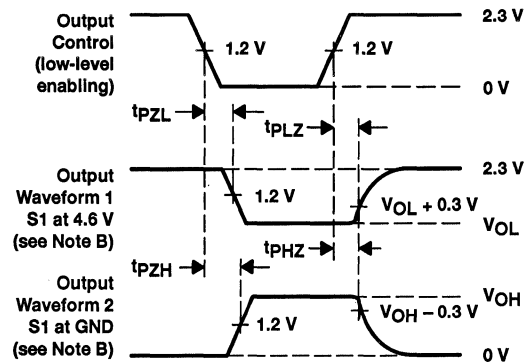 Output
Control
(low-level
enabling)
1.2 V
1.2 V
2.3 V
0 V
tPZL
tPLZ
Output
Waveform 1
S1 at 4.6 V
(see Note B)
1.2 V
2.3 V
VOL + 0.3 V
VOL
tPZH
tPHZ
Output
Waveform 2
S1 at GND
(see Note B)
1.2 V
VOH
VOH – 0.3 V
0 V